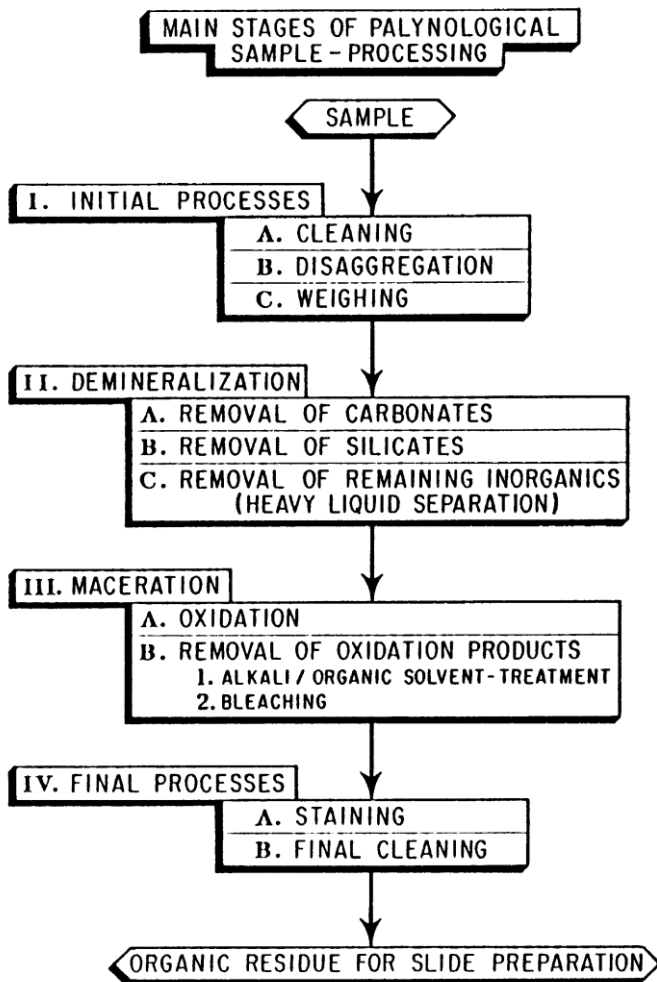 MAIN STAGES OF PALYNOLOGICAL
SAMPLE-PROCESSING
SAMPLE
I. INITIAL PROCESSES
A. CLEANING
B. DISAGGREGATION
C. WEIGHING
II. DEMINERALIZATION
A. REMOVAL OF CARBONATES
B. REMOVAL OF SILICATES
C. REMOVAL OF REMAINING INORGANICS
(HEAVY LIQUID SEPARATION)
III. MACERATION
A. OXIDATION
B. REMOVAL OF OXIDATION PRODUCTS
1. ALKALI/ORGANIC SOLVENT-TREATMENT
2. BLEACHING
IV. FINAL PROCESSES
A. STAINING
B. FINAL CLEANING
ORGANIC RESIDUE FOR SLIDE PREPARATION